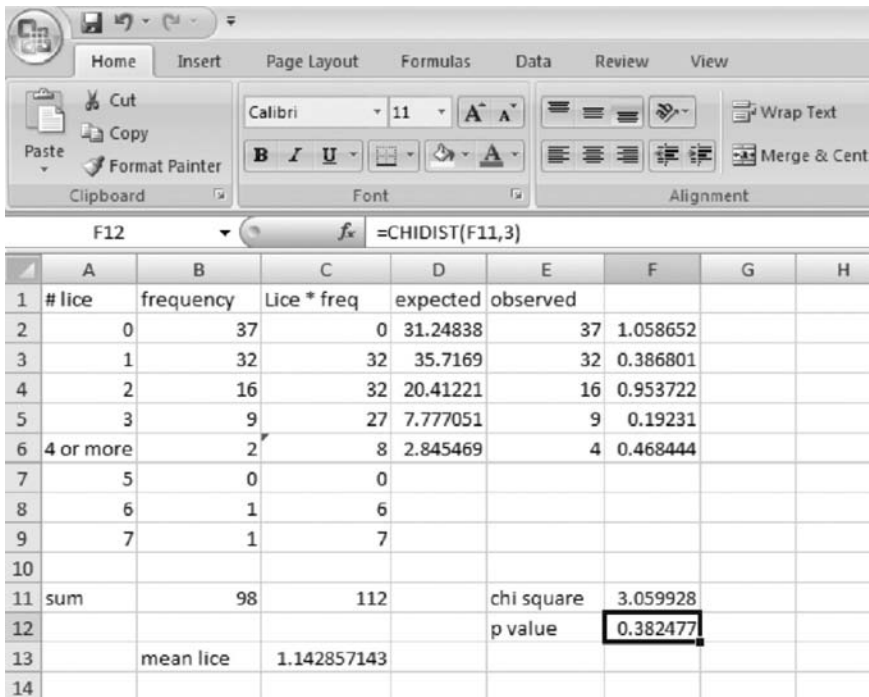 Home Insert Page Layout Formulas Data Review View
Cut
Copy
Paste
Format Painter
Clipboard
Calibri 11 A A
B I U A
Font
Wrap Text
Merge & Cent
Alignment
F12 fx =CHIDIST(F11,3)
A B C D E F G H
1 # lice frequency Lice * freq expected observed
2 0 37 0 31.24838 37 1.058652
3 1 32 32 35.7169 32 0.386801
4 2 16 32 20.41221 16 0.953722
5 3 9 27 7.777051 9 0.19231
6 4 or more 2 8 2.845469 4 0.468444
7 5 0 0
8 6 1 6
9 7 1 7
10
11 sum 98 112 chi square 3.059928
12 p value 0.382477
13 mean lice 1.142857143
14